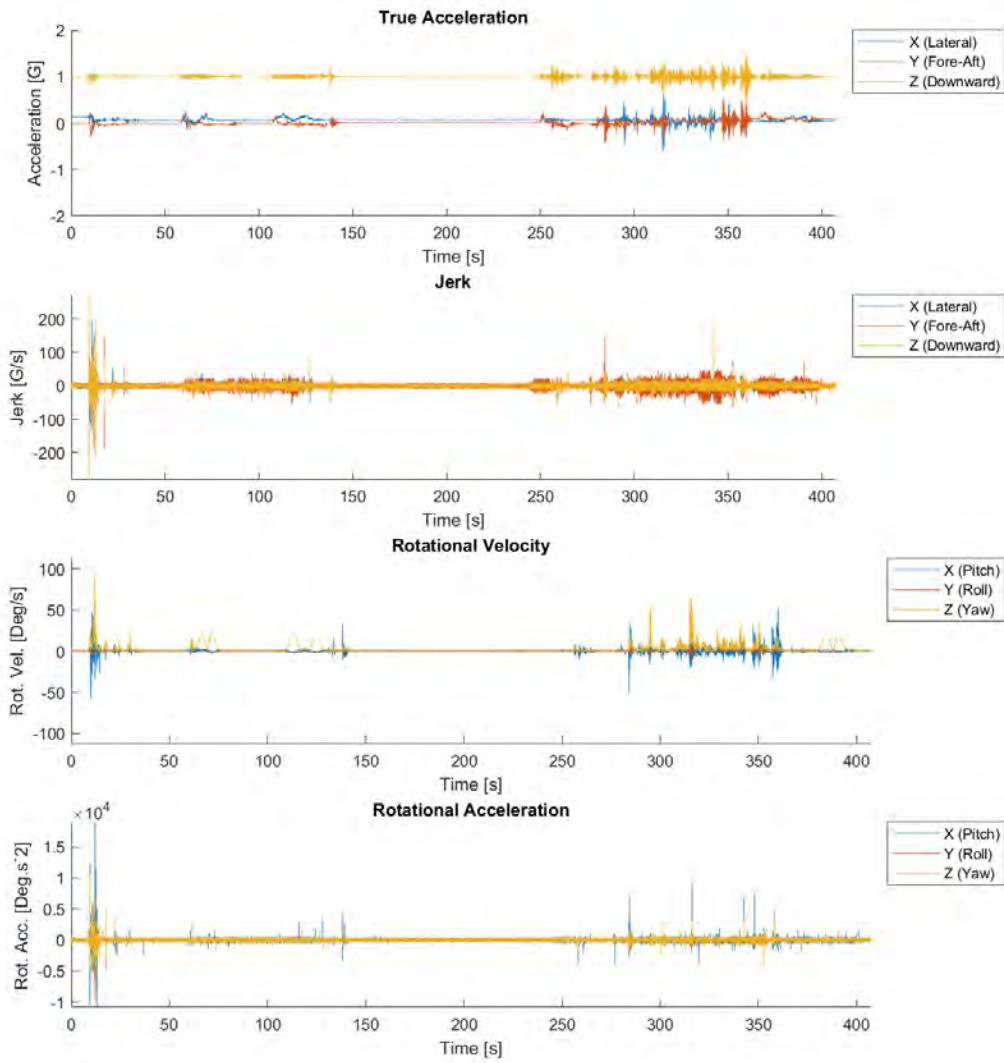 True Acceleration
2
1
0
-1
-2
Acceleration [G]
0 50 100 150 200 250 300 350 400
Time [s]
X (Lateral)
Y (Fore-Aft)
Z (Downward)
Jerk
200
100
0
-100
-200
Jerk [G/s]
0 50 100 150 200 250 300 350 400
Time [s]
X (Lateral)
Y (Fore-Aft)
Z (Downward)
Rotational Velocity
100
50
0
-50
-100
Rot. Vel. [Deg/s]
0 50 100 150 200 250 300 350 400
Time [s]
X (Pitch)
Y (Roll)
Z (Yaw)
Rotational Acceleration
×10^4
1.5
1
0.5
0
-0.5
-1
Rot. Acc. [Deg.s^2]
0 50 100 150 200 250 300 350 400
Time [s]
X (Pitch)
Y (Roll)
Z (Yaw)